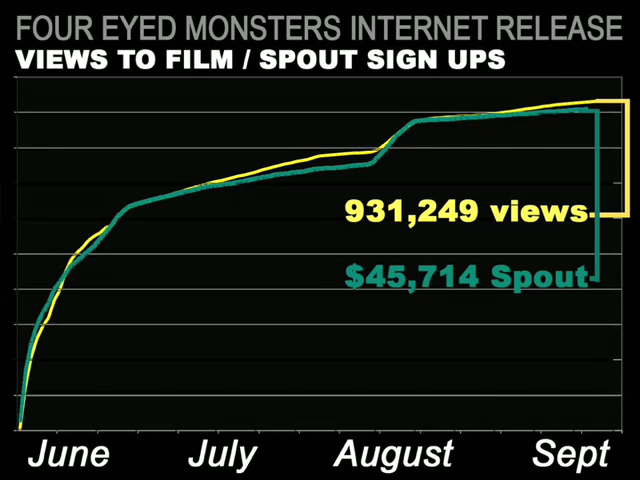 FOUR EYED MONSTERS INTERNET RELEASE
VIEWS TO FILM / SPOUT SIGN UPS
931,249 views
$45,714 Spout
June July August Sept